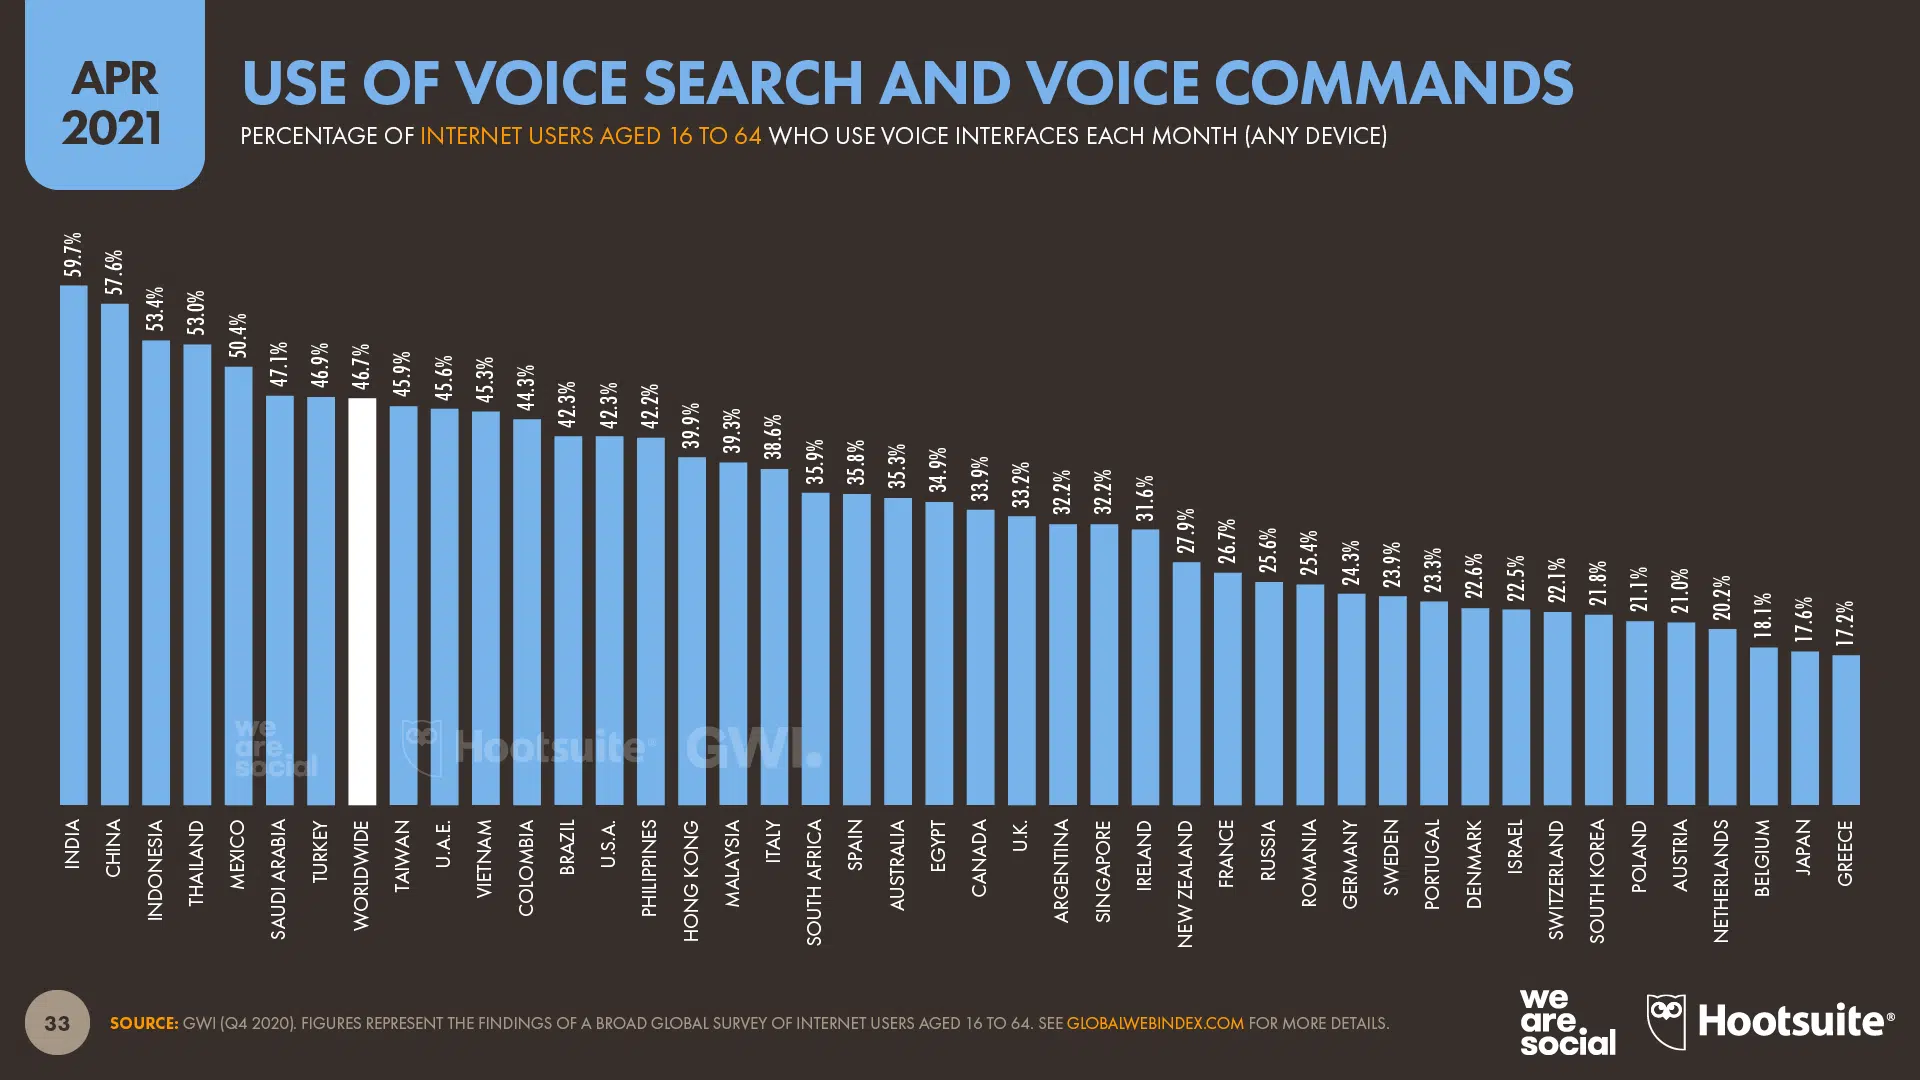 APR
2021
USE OF VOICE SEARCH AND VOICE COMMANDS
PERCENTAGE OF INTERNET USERS AGED 16 TO 64 WHO USE VOICE INTERFACES EACH MONTH (ANY DEVICE)
59.7%
57.6%
53.4%
53.0%
50.4%
47.1%
46.9%
46.7%
45.9%
45.6%
45.3%
44.3%
42.3%
42.3%
42.2%
39.9%
39.3%
38.6%
35.9%
35.8%
35.3%
34.9%
33.9%
33.2%
32.2%
32.2%
31.6%
27.9%
26.7%
25.6%
25.4%
24.3%
23.9%
23.3%
22.6%
22.5%
22.1%
21.8%
21.1%
21.0%
20.2%
18.1%
17.6%
17.2%
we
are
social
Hootsuite®
GWI.
INDIA
CHINA
INDONESIA
THAILAND
MEXICO
SAUDI ARABIA
TURKEY
WORLDWIDE
TAIWAN
U.A.E.
VIETNAM
COLOMBIA
BRAZIL
U.S.A.
PHILIPPINES
HONG KONG
MALAYSIA
ITALY
SOUTH AFRICA
SPAIN
AUSTRALIA
EGYPT
CANADA
U.K.
ARGENTINA
SINGAPORE
IRELAND
NEW ZEALAND
FRANCE
RUSSIA
ROMANIA
GERMANY
SWEDEN
PORTUGAL
DENMARK
ISRAEL
SWITZERLAND
SOUTH KOREA
POLAND
AUSTRIA
NETHERLANDS
BELGIUM
JAPAN
GREECE
33
SOURCE: GWI (Q4 2020). FIGURES REPRESENT THE FINDINGS OF A BROAD GLOBAL SURVEY OF INTERNET USERS AGED 16 TO 64. SEE GLOBALWEBINDEX.COM FOR MORE DETAILS.
we
are
social
Hootsuite®